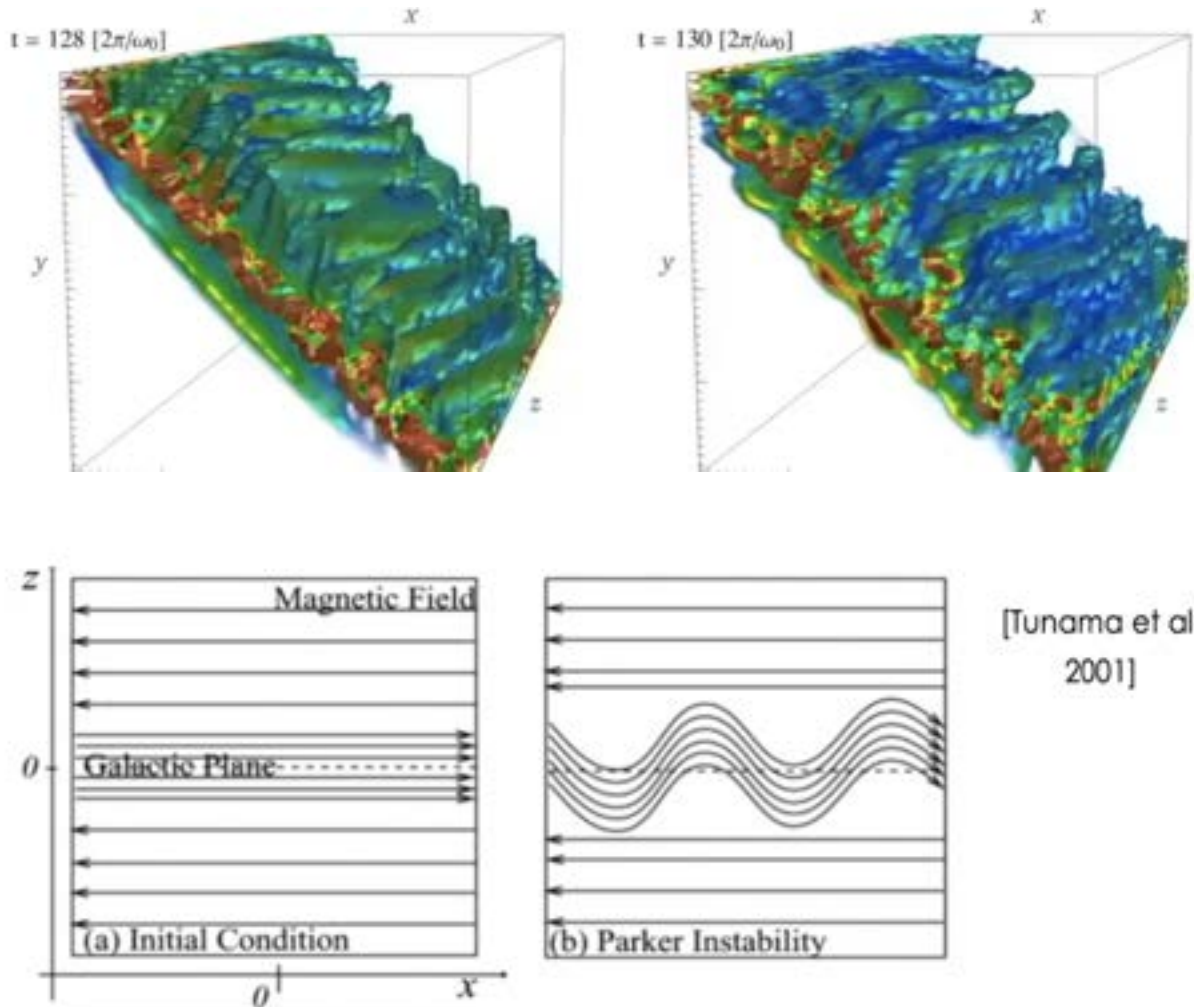 x
t = 128 [2π/ω₀]
y
z
x
t = 130 [2π/ω₀]
y
z
z
Magnetic Field
0
Galactic Plane
(a) Initial Condition
0
x
(b) Parker Instability
[Tunama et al
2001]